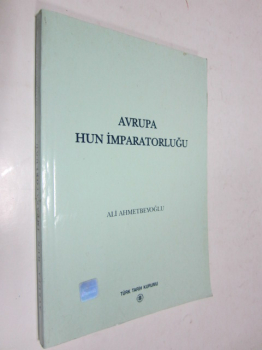 AVRUPA
HUN İMPARATORLUĞU
ALİ AHMETBEYOĞLU
TÜRK TARİH KURUMU